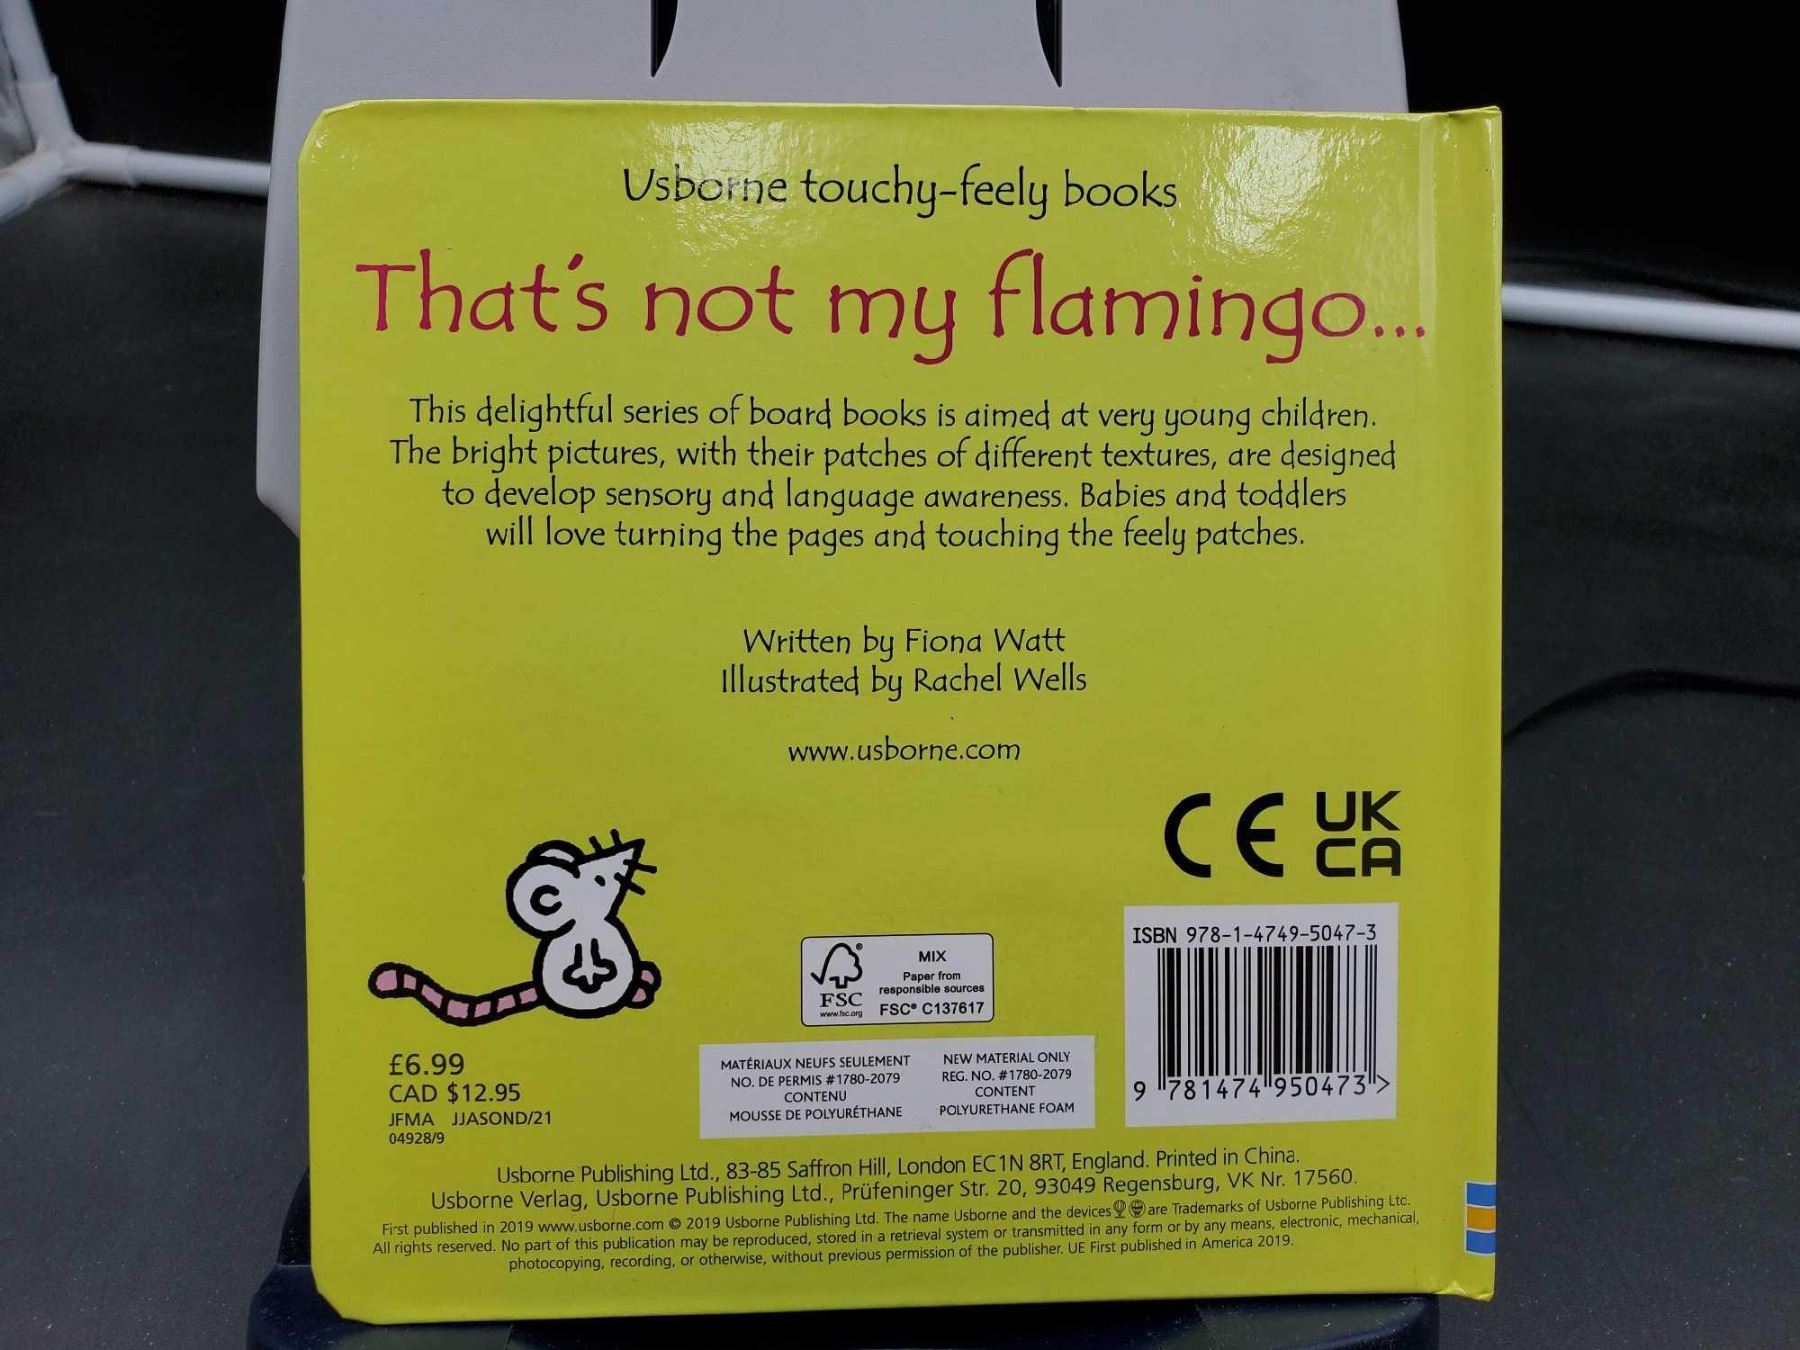 Usborne touchy-feely books
That's not my flamingo...
This delightful series of board books is aimed at very young children.
The bright pictures, with their patches of different textures, are designed
to develop sensory and language awareness. Babies and toddlers
will love turning the pages and touching the feely patches.
Written by Fiona Watt
Illustrated by Rachel Wells
www.usborne.com
CE
UK
CA
ISBN 978-1-4749-5047-3
9 781474 950473 >
FSC
www.fsc.org
MIX
Paper from
responsible sources
FSC® C137617
£6.99
CAD $12.95
JFMA JJASOND/21
04928/9
MATÉRIAUX NEUFS SEULEMENT
NO. DE PERMIS #1780-2079
CONTENU
MOUSSE DE POLYURÉTHANE
NEW MATERIAL ONLY
REG. NO. #1780-2079
CONTENT
POLYURETHANE FOAM
Usborne Publishing Ltd., 83-85 Saffron Hill, London EC1N 8RT, England. Printed in China.
Usborne Verlag, Usborne Publishing Ltd., Prüfeninger Str. 20, 93049 Regensburg, VK Nr. 17560.
First published in 2019 www.usborne.com © 2019 Usborne Publishing Ltd. The name Usborne and the devices are Trademarks of Usborne Publishing Ltc.
All rights reserved. No part of this publication may be reproduced, stored in a retrieval system or transmitted in any form or by any means, electronic, mechanical,
photocopying, recording, or otherwise, without previous permission of the publisher. UE First published in America 2019.